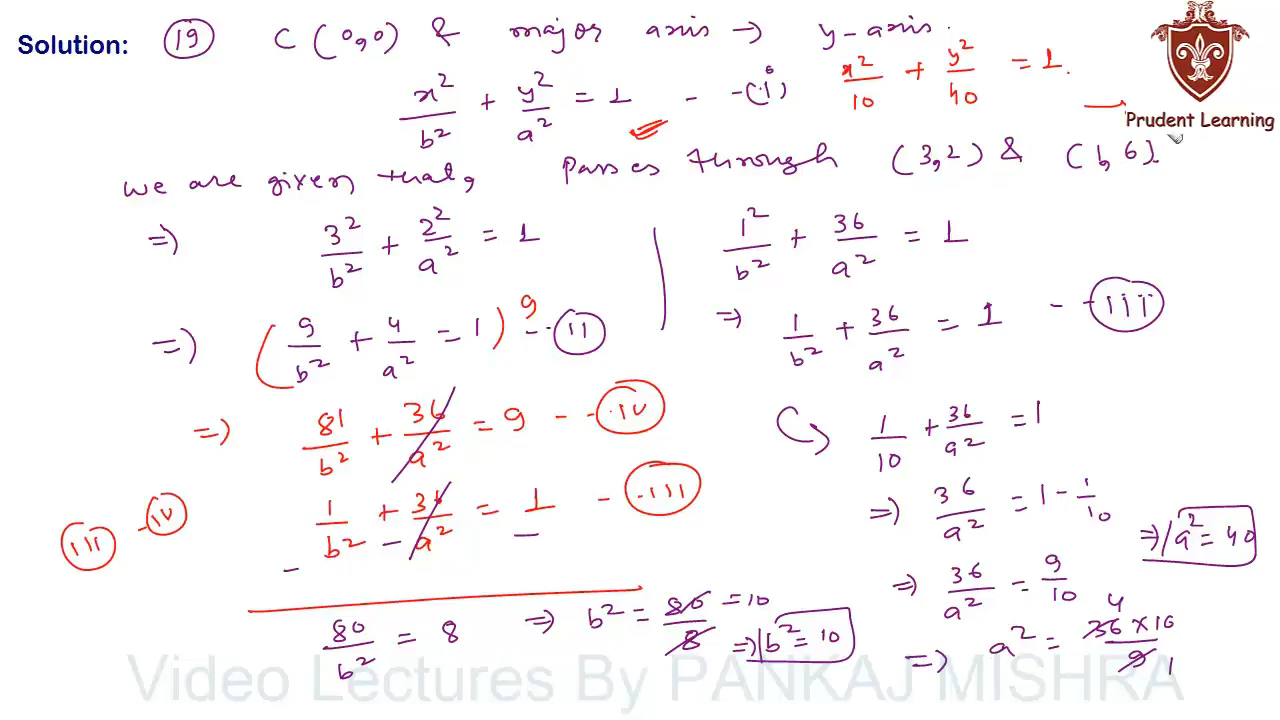 Solution: (19) C (0,0) & major axis → y-axis.
x²/b² + y²/a² = 1 - -(i) x²/10 + y²/40 = 1.
Prudent Learning
we are given that, passes through (3,2) & (1,6)
⇒ 3²/b² + 2²/a² = 1
1²/b² + 36/a² = 1
⇒ (9/b² + 4/a² = 1) 9 -- (ii)
⇒ 1/b² + 36/a² = 1 - - (iii)
⇒ 81/b² + 36/a² = 9 - - (iv)
(iii) - (iv)
1/b² + 36/a² = 1 - (iii)
- - -
80/b² = 8 ⇒ b² = 80/8 = 10
⇒ b² = 10
1/10 + 36/a² = 1
⇒ 36/a² = 1 - 1/10
⇒ 36/a² = 9/10
⇒ a² = 36 × 10/9 4 1
⇒ a² = 40
Video Lectures By PANKAJ MISHRA